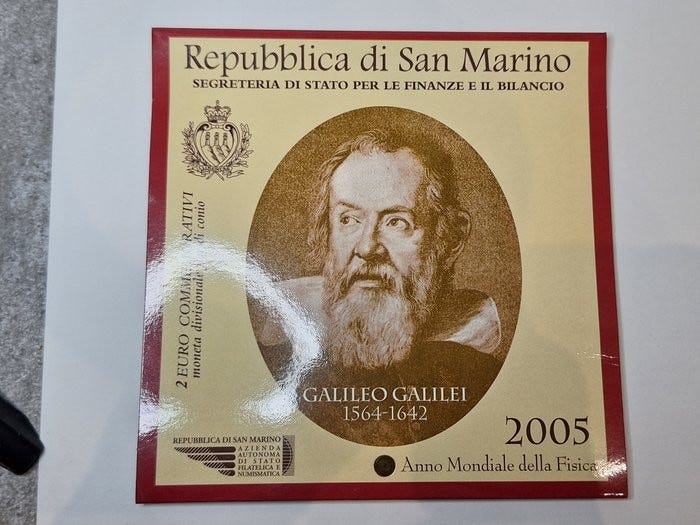 Repubblica di San Marino
SEGRETERIA DI STATO PER LE FINANZE E IL BILANCIO
2 EURO COMMEMORATIVI
moneta divisionale di conio
GALILEO GALILEI
1564-1642
2005
Anno Mondiale della Fisica
REPUBBLICA DI SAN MARINO
AZIENDA
AUTONOMA
DI STATO
FILATELICA E
NUMISMATICA